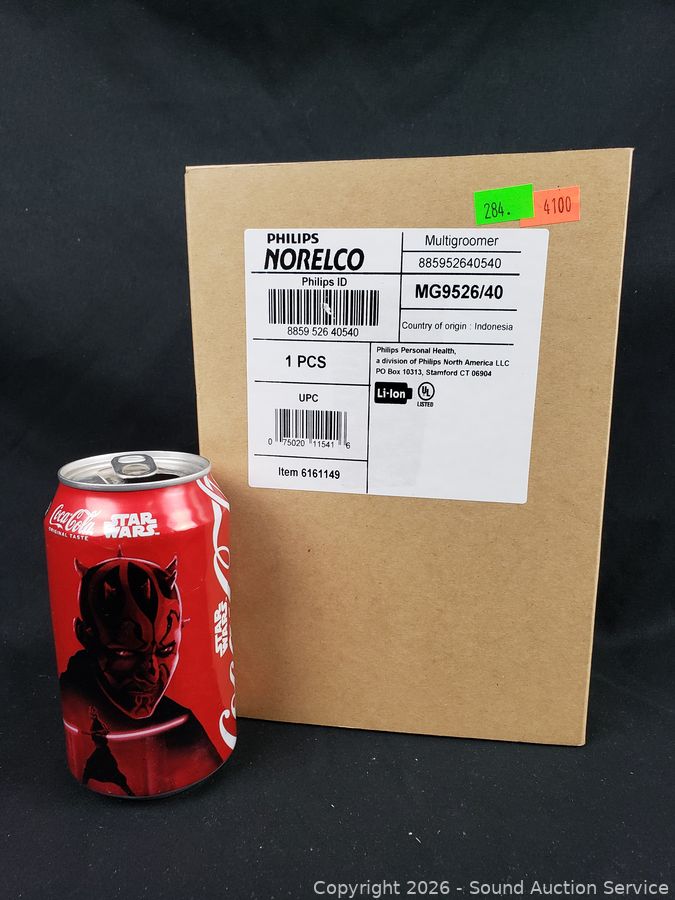 284.
4100
PHILIPS
NORELCO
Philips ID
8859 526 40540
Multigroomer
885952640540
MG9526/40
Country of origin : Indonesia
1 PCS
Philips Personal Health,
a division of Philips North America LLC
PO Box 10313, Stamford CT 06904
Li-Ion
UL
LISTED
UPC
0 75020 11541 6
Item 6161149
Coca-Cola
ORIGINAL TASTE
STAR
WARS
STAR
WARS
Copyright 2026 - Sound Auction Service